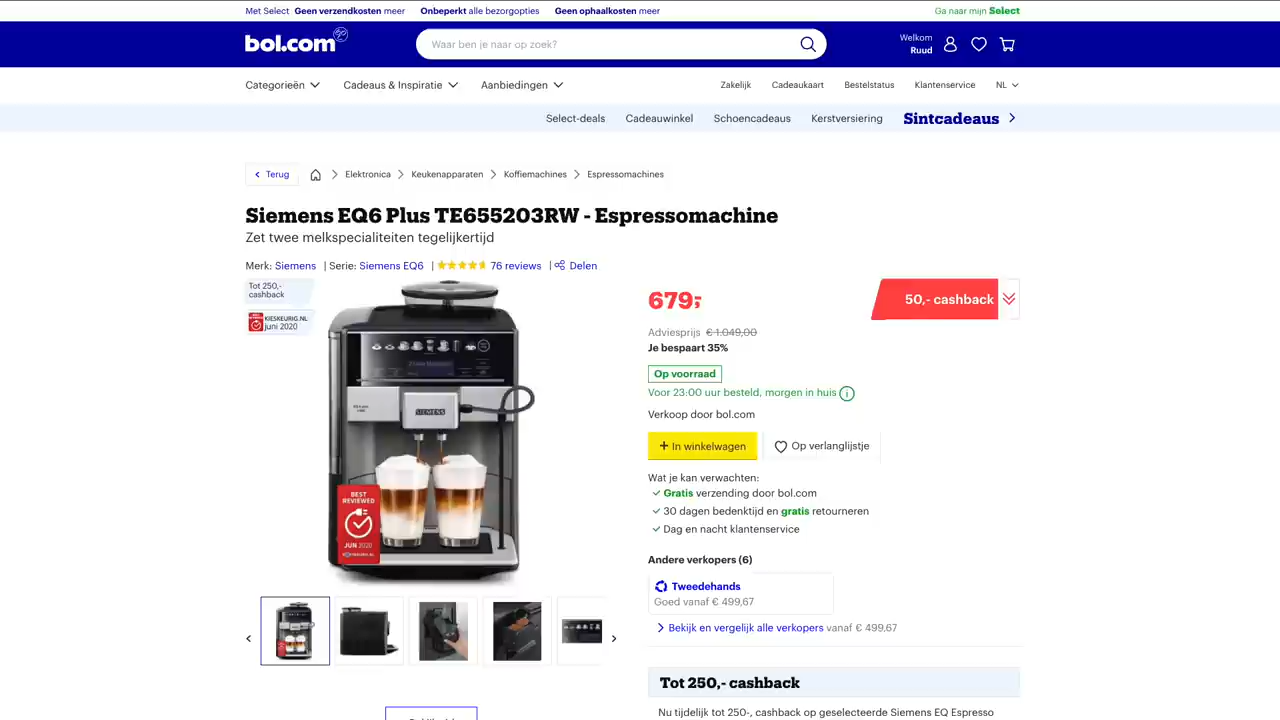 Met Select Geen verzendkosten meer Onbeperkt alle bezorgopties Geen ophaalkosten meer Ga naar mijn Select
bol.com
Waar ben je naar op zoek?
Welkom
Ruud
Categorieën Cadeaus & Inspiratie Aanbiedingen Zakelijk Cadeaukaart Bestelstatus Klantenservice NL
Select-deals Cadeauwinkel Schoencadeaus Kerstversiering Sintcadeaus
Terug Elektronica Keukenapparaten Koffiemachines Espressomachines
Siemens EQ6 Plus TE655203RW - Espressomachine
Zet twee melkspecialiteiten tegelijkertijd
Merk: Siemens | Serie: Siemens EQ6 | 76 reviews | Delen
Tot 250,-
cashback
KIESKEURIG.NL
juni 2020
SIEMENS
BEST
REVIEWED
JUN 2020
KIESKEURIG.NL
679,-
50,- cashback
Adviesprijs € 1.049,00
Je bespaart 35%
Op voorraad
Voor 23:00 uur besteld, morgen in huis
Verkoop door bol.com
+ In winkelwagen Op verlanglijstje
Wat je kan verwachten:
Gratis verzending door bol.com
30 dagen bedenktijd en gratis retourneren
Dag en nacht klantenservice
Andere verkopers (6)
Tweedehands
Goed vanaf € 499,67
Bekijk en vergelijk alle verkopers vanaf € 499,67
Tot 250,- cashback
Nu tijdelijk tot 250-, cashback op geselecteerde Siemens EQ Espresso